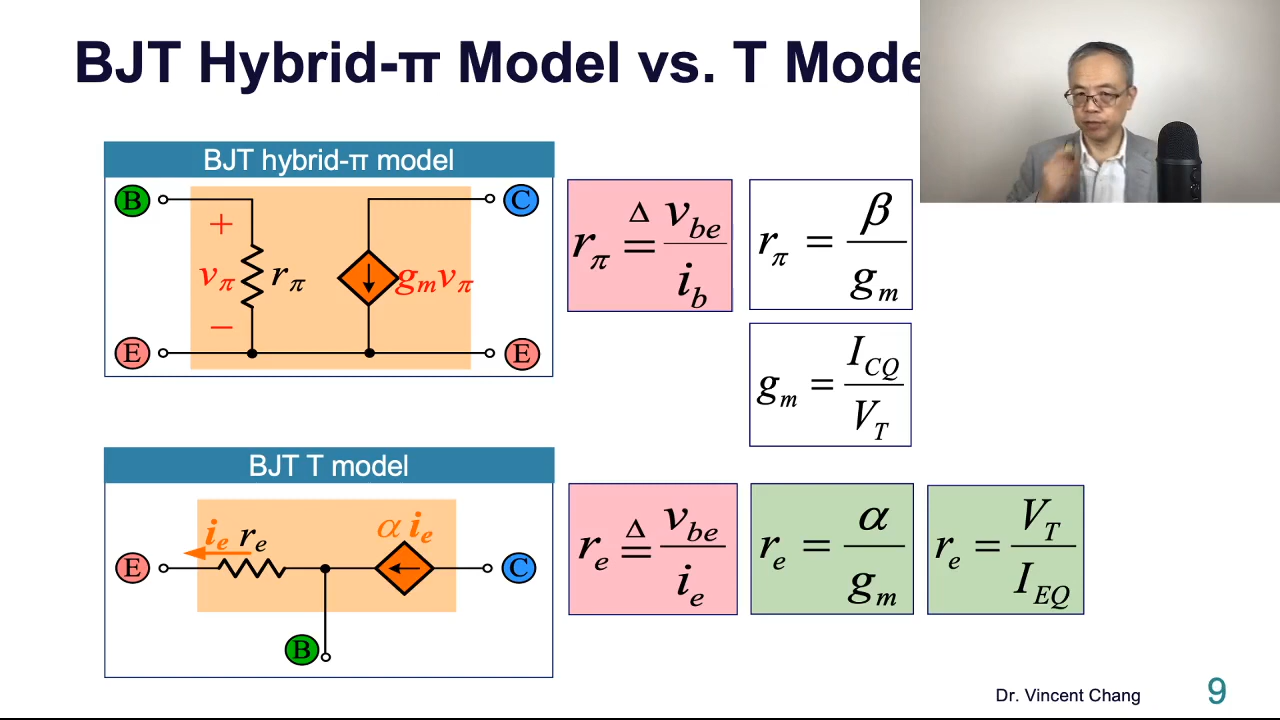 BJT Hybrid-π Model vs. T Mode
BJT hybrid-π model
B
C
+
vπ
rπ
gmvπ
−
E
E
rπ ≜ vbe / ib
rπ = β / gm
gm = ICQ / VT
BJT T model
ie
re
α ie
E
C
B
re ≜ vbe / ie
re = α / gm
re = VT / IEQ
Dr. Vincent Chang
9